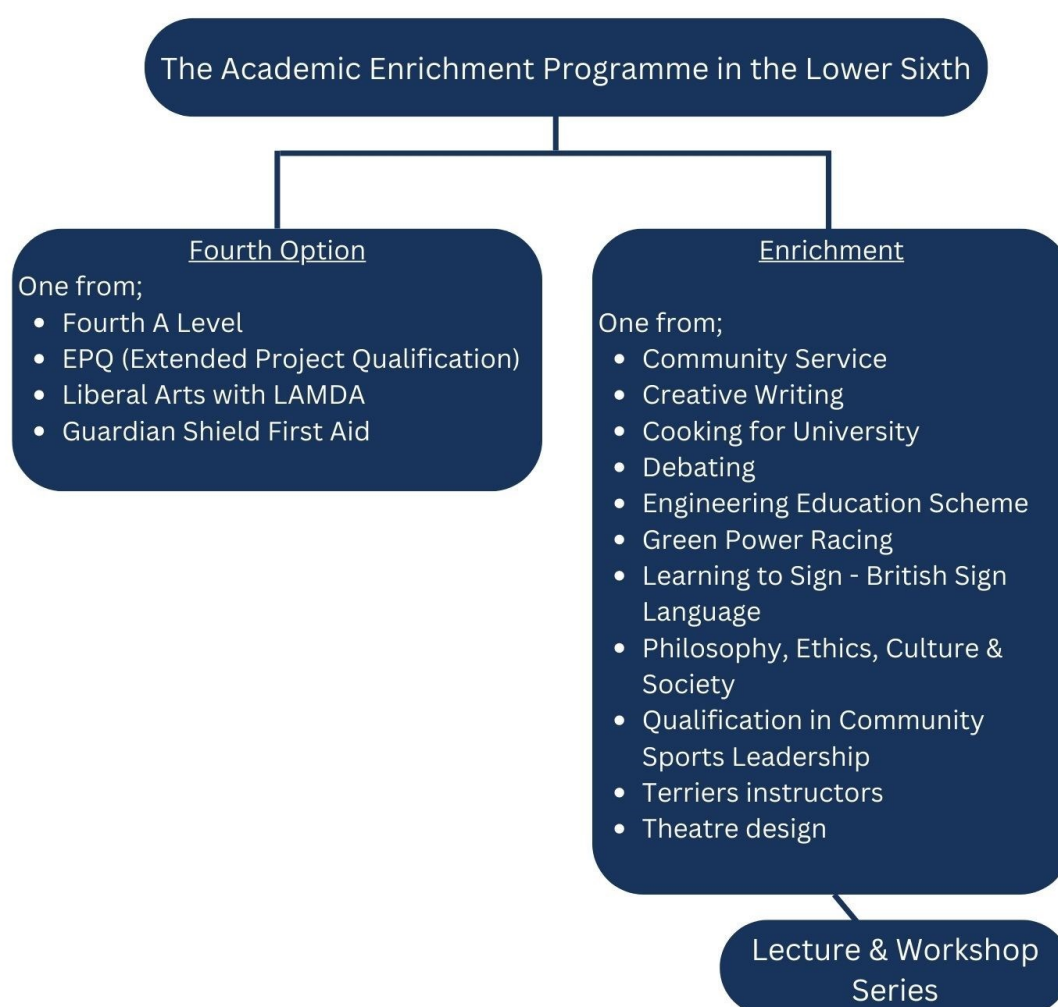 The Academic Enrichment Programme in the Lower Sixth
Fourth Option
One from;
• Fourth A Level
• EPQ (Extended Project Qualification)
• Liberal Arts with LAMDA
• Guardian Shield First Aid
Enrichment
One from;
• Community Service
• Creative Writing
• Cooking for University
• Debating
• Engineering Education Scheme
• Green Power Racing
• Learning to Sign - British Sign
Language
• Philosophy, Ethics, Culture &
Society
• Qualification in Community
Sports Leadership
• Terriers instructors
• Theatre design
Lecture & Workshop
Series